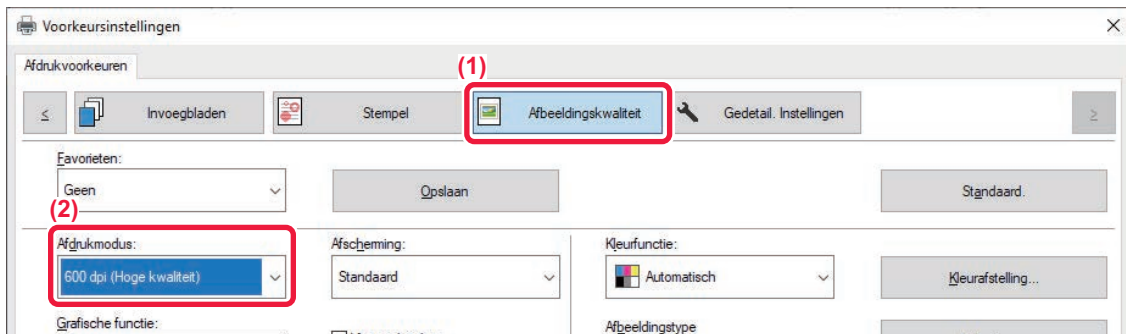 Voorkeursinstellingen
Afdrukvoorkeuren
(1)
< Invoegbladen Stempel Afbeeldingskwaliteit Gedetail. Instellingen >
Favorieten:
Geen Opslaan Standaard.
(2)
Afdrukmodus: Afscherming: Kleurfunctie:
600 dpi (Hoge kwaliteit) Standaard Automatisch Kleurafstelling...
Grafische functie: Afbeeldingstype